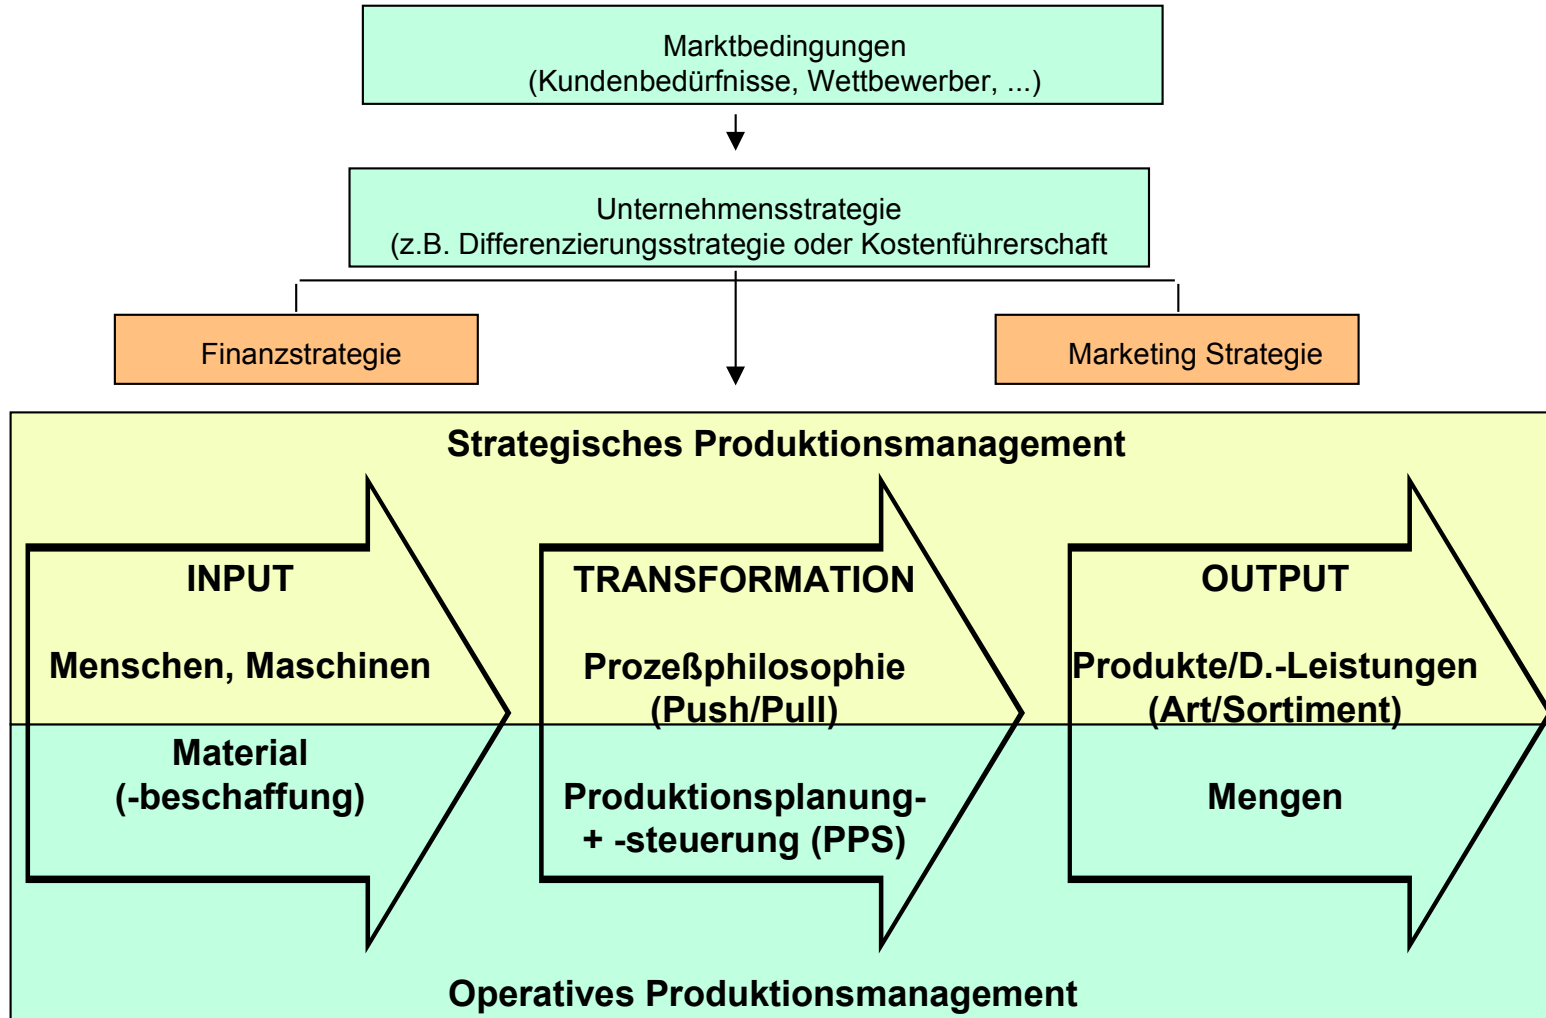 Marktbedingungen
(Kundenbedürfnisse, Wettbewerber, ...)
Unternehmensstrategie
(z.B. Differenzierungsstrategie oder Kostenführerschaft
Finanzstrategie
Marketing Strategie
Strategisches Produktionsmanagement
INPUT
Menschen, Maschinen
Material
(-beschaffung)
TRANSFORMATION
Prozeßphilosophie
(Push/Pull)
Produktionsplanung-
+ -steuerung (PPS)
OUTPUT
Produkte/D.-Leistungen
(Art/Sortiment)
Mengen
Operatives Produktionsmanagement